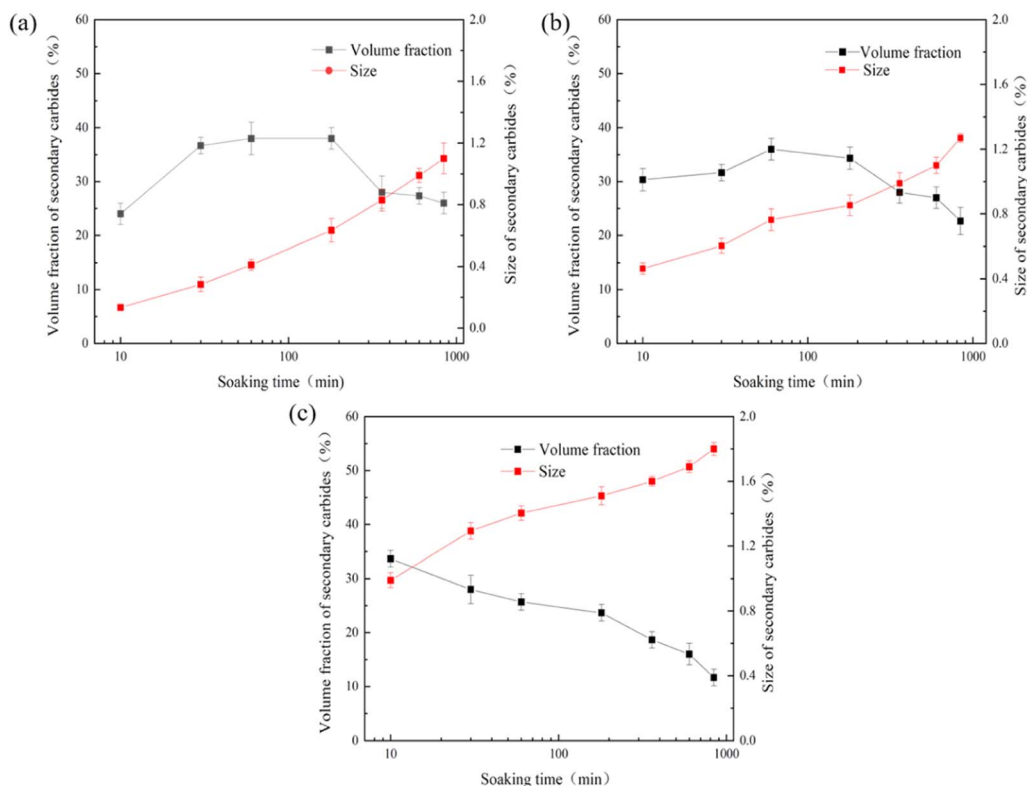 (a)
Volume fraction of secondary carbides（%）
60
50
40
30
20
10
0
Volume fraction
Size
2.0
1.6
1.2
0.8
0.4
0.0
Size of secondary carbides（%）
10 100 1000
Soaking time (min)
(b)
Volume fraction of secondary carbides（%）
60
50
40
30
20
10
0
Volume fraction
Size
2.0
1.6
1.2
0.8
0.4
0.0
Size of secondary carbides（%）
10 100 1000
Soaking time（min）
(c)
Volume fraction of secondary carbides（%）
60
50
40
30
20
10
0
Volume fraction
Size
2.0
1.6
1.2
0.8
0.4
0.0
Size of secondary carbides（%）
10 100 1000
Soaking time（min）